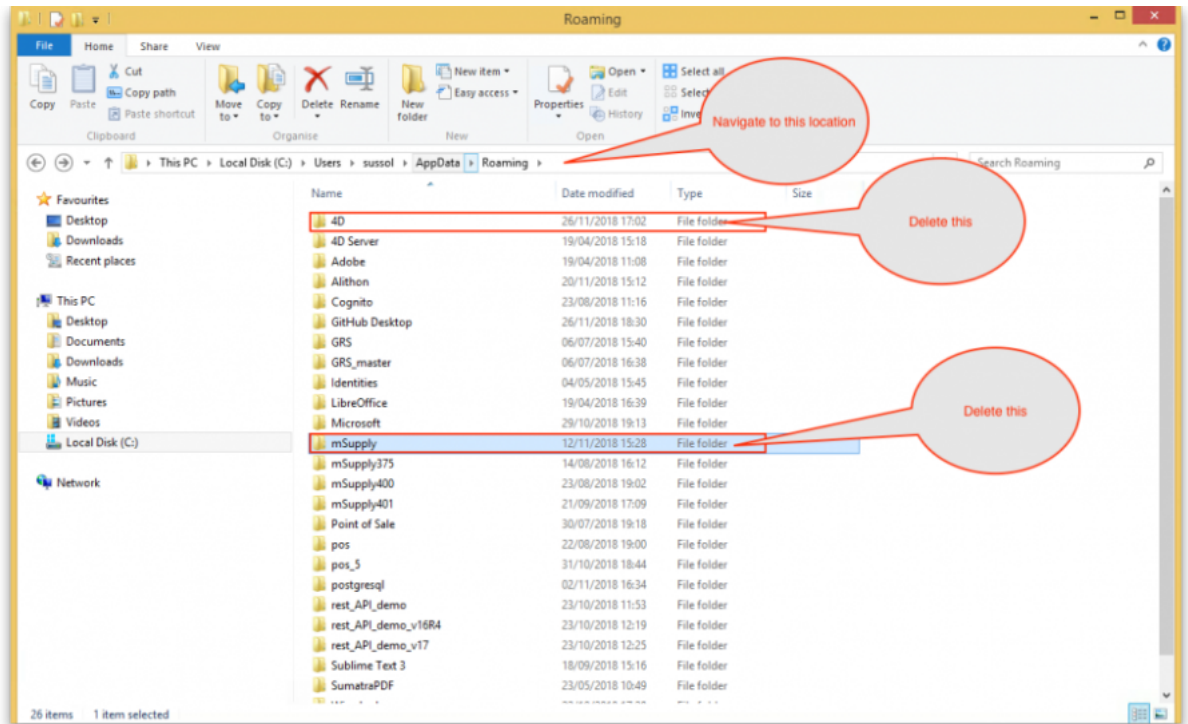 Roaming
File Home Share View
Copy
Paste
Cut
Copy path
Paste shortcut
Clipboard
Move to
Copy to
Delete
Rename
Organise
New folder
New item
Easy access
New
Properties
Open
Edit
History
Open
Select all
Navigate to this location
This PC Local Disk (C:) Users sussol AppData Roaming
Search Roaming
Favourites
Desktop
Downloads
Recent places
This PC
Desktop
Documents
Downloads
Music
Pictures
Videos
Local Disk (C:)
Network
Name Date modified Type Size
4D 26/11/2018 17:02 File folder
Delete this
4D Server 19/04/2018 15:18 File folder
Adobe 19/04/2018 11:08 File folder
Alithon 20/11/2018 15:12 File folder
Cognito 23/08/2018 11:16 File folder
GitHub Desktop 26/11/2018 18:30 File folder
GRS 06/07/2018 15:40 File folder
GRS_master 06/07/2018 16:38 File folder
Identities 04/05/2018 15:45 File folder
LibreOffice 19/04/2018 16:39 File folder
Microsoft 29/10/2018 19:13 File folder
mSupply 12/11/2018 15:28 File folder
Delete this
mSupply375 14/08/2018 16:12 File folder
mSupply400 23/08/2018 19:02 File folder
mSupply401 21/09/2018 17:09 File folder
Point of Sale 30/07/2018 19:18 File folder
pos 22/08/2018 19:00 File folder
pos_5 31/10/2018 18:44 File folder
postgresql 02/11/2018 16:34 File folder
rest_API_demo 23/10/2018 11:53 File folder
rest_API_demo_v16R4 23/10/2018 12:19 File folder
rest_API_demo_v17 23/10/2018 12:25 File folder
Sublime Text 3 18/09/2018 15:16 File folder
SumatraPDF 23/05/2018 10:49 File folder
26 items 1 item selected